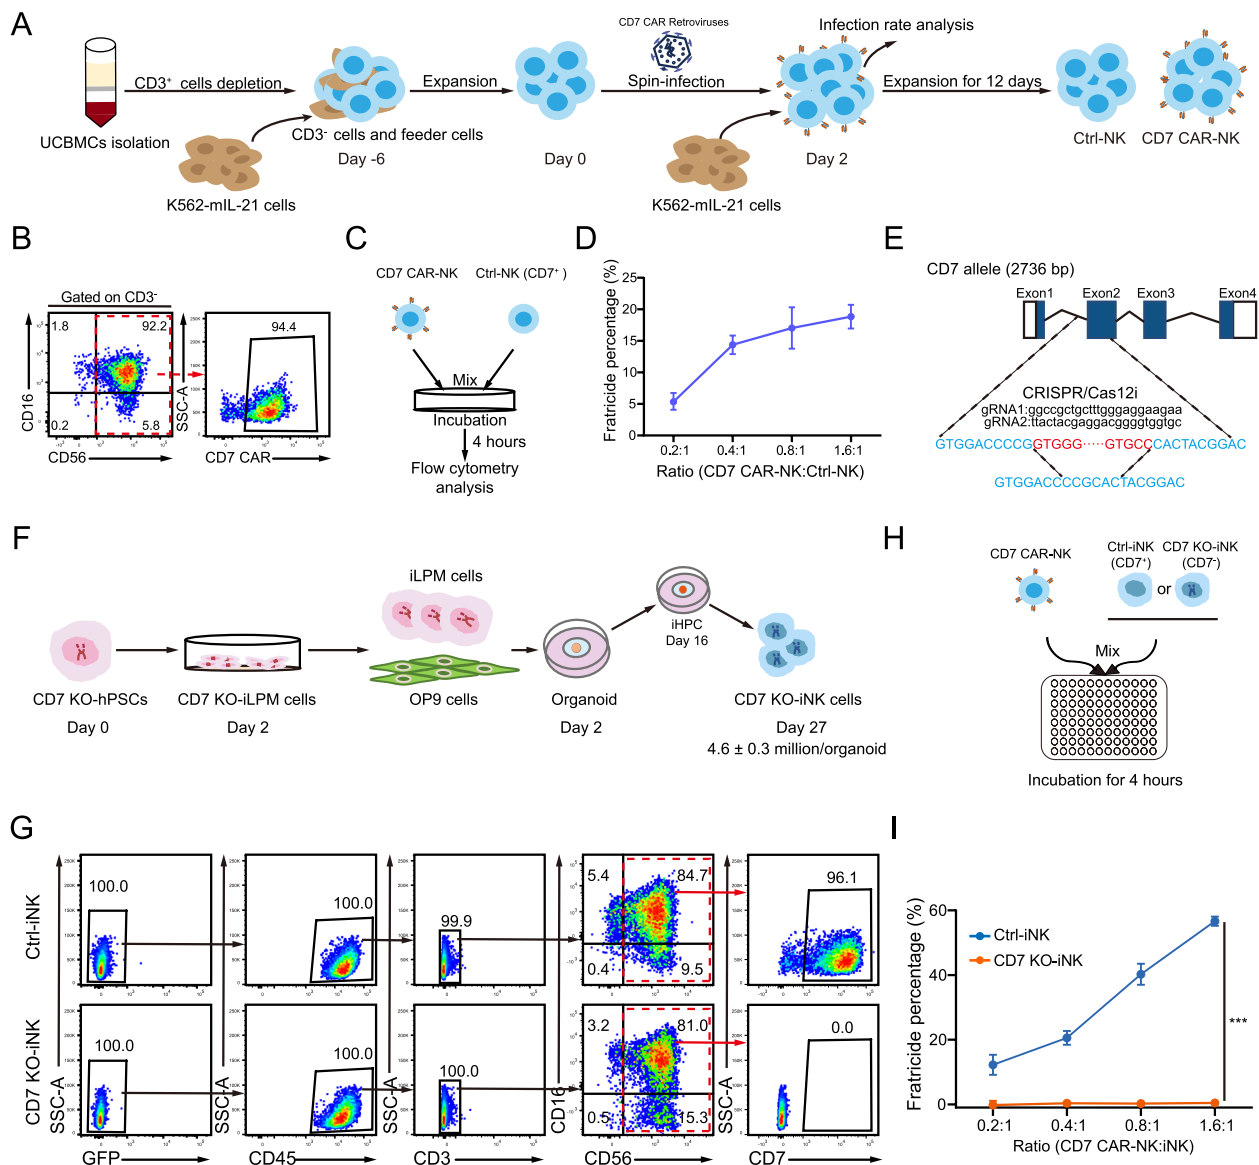 A
CD7 CAR Retroviruses
Infection rate analysis
CD3+ cells depletion
Expansion
Spin-infection
Expansion for 12 days
UCBMCs isolation
CD3- cells and feeder cells
Ctrl-NK
CD7 CAR-NK
Day -6
Day 0
Day 2
K562-mIL-21 cells
K562-mIL-21 cells
B
Gated on CD3-
1.8
92.2
0.2
5.8
CD16
CD56
94.4
SSC-A
250K
200K
150K
100K
50K
0
CD7 CAR
C
CD7 CAR-NK
Ctrl-NK (CD7+ )
Mix
Incubation
4 hours
Flow cytometry
analysis
D
Fratricide percentage (%)
25
20
15
10
5
0
0.2:1
0.4:1
0.8:1
1.6:1
Ratio (CD7 CAR-NK:Ctrl-NK)
E
CD7 allele (2736 bp)
Exon1
Exon2
Exon3
Exon4
CRISPR/Cas12i
gRNA1:ggccgctgctttgggaggaagaa
gRNA2:ttactacgaggacggggtggtgc
GTGGACCCCGGTGGG·····GTGCCCACTACGGAC
GTGGACCCCGCACTACGGAC
F
iLPM cells
iHPC
Day 16
CD7 KO-hPSCs
CD7 KO-iLPM cells
OP9 cells
Organoid
CD7 KO-iNK cells
Day 0
Day 2
Day 2
Day 27
4.6 ± 0.3 million/organoid
H
CD7 CAR-NK
Ctrl-iNK
(CD7+)
or
CD7 KO-iNK
(CD7-)
Mix
Incubation for 4 hours
G
Ctrl-iNK
SSC-A
100.0
SSC-A
100.0
SSC-A
99.9
CD16
5.4
84.7
0.4
9.5
SSC-A
96.1
CD7 KO-iNK
100.0
100.0
100.0
3.2
81.0
0.5
15.3
0.0
GFP
CD45
CD3
CD56
CD7
I
Fratricide percentage (%)
60
40
20
0
Ctrl-iNK
CD7 KO-iNK
***
0.2:1
0.4:1
0.8:1
1.6:1
Ratio (CD7 CAR-NK:iNK)